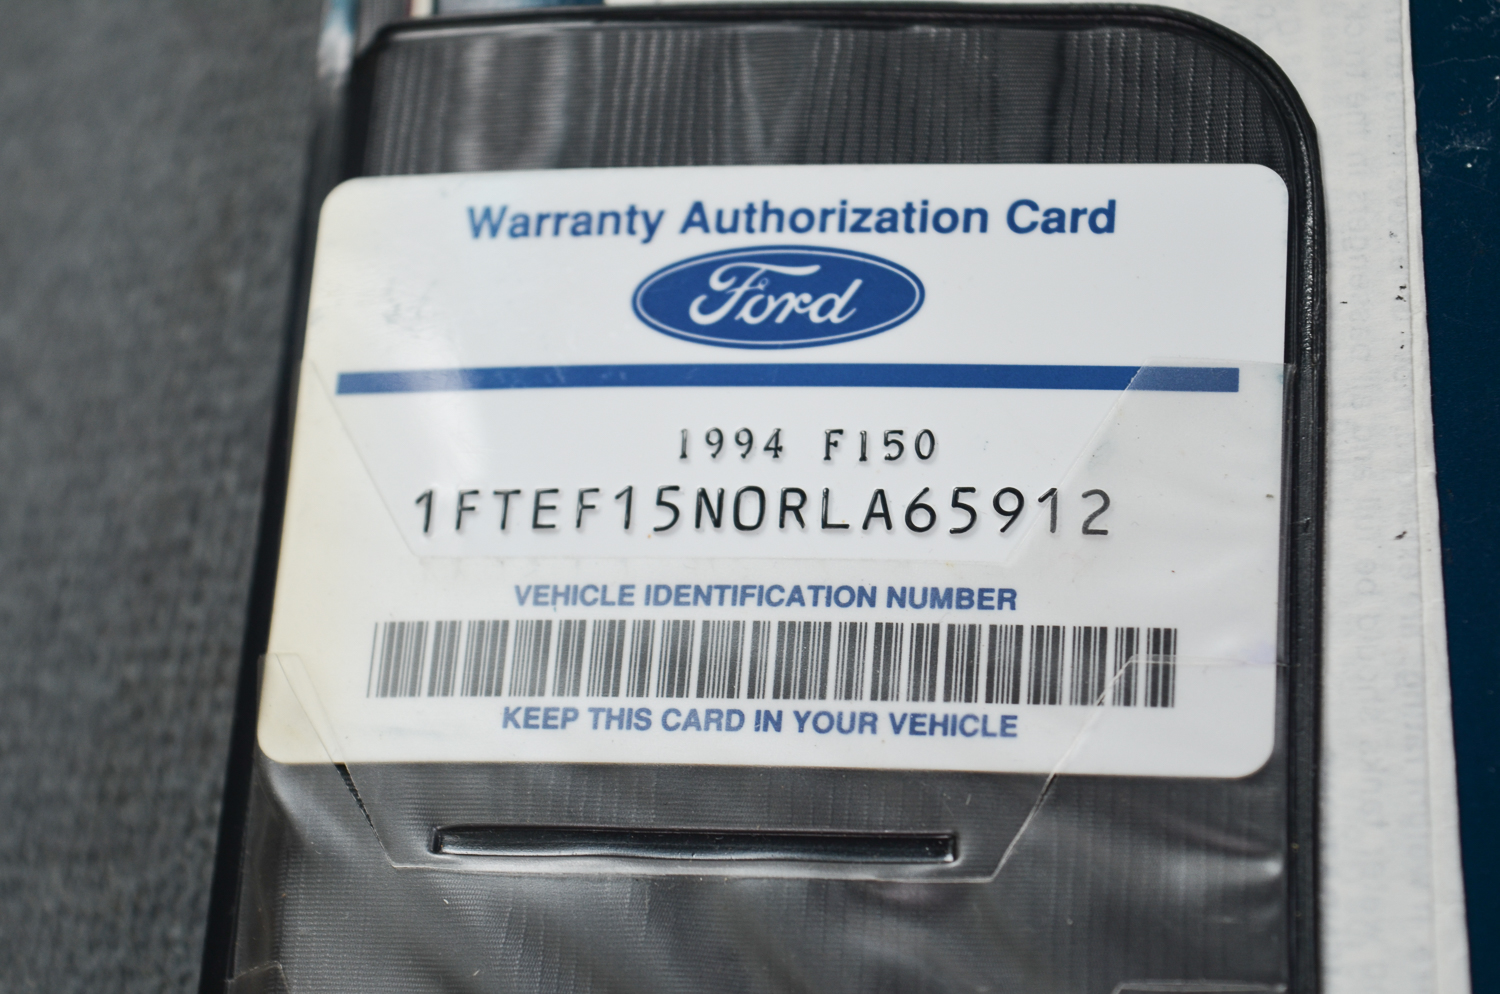 Warranty Authorization Card
Ford
1994 F150
1FTEF15N0RLA65912
VEHICLE IDENTIFICATION NUMBER
KEEP THIS CARD IN YOUR VEHICLE